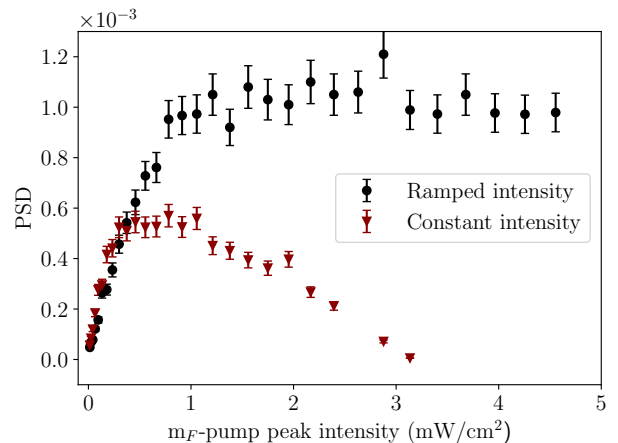 ×10⁻³
1.2
1.0
0.8
0.6
0.4
0.2
0.0
PSD
Ramped intensity
Constant intensity
0 1 2 3 4 5
m_F-pump peak intensity (mW/cm²)